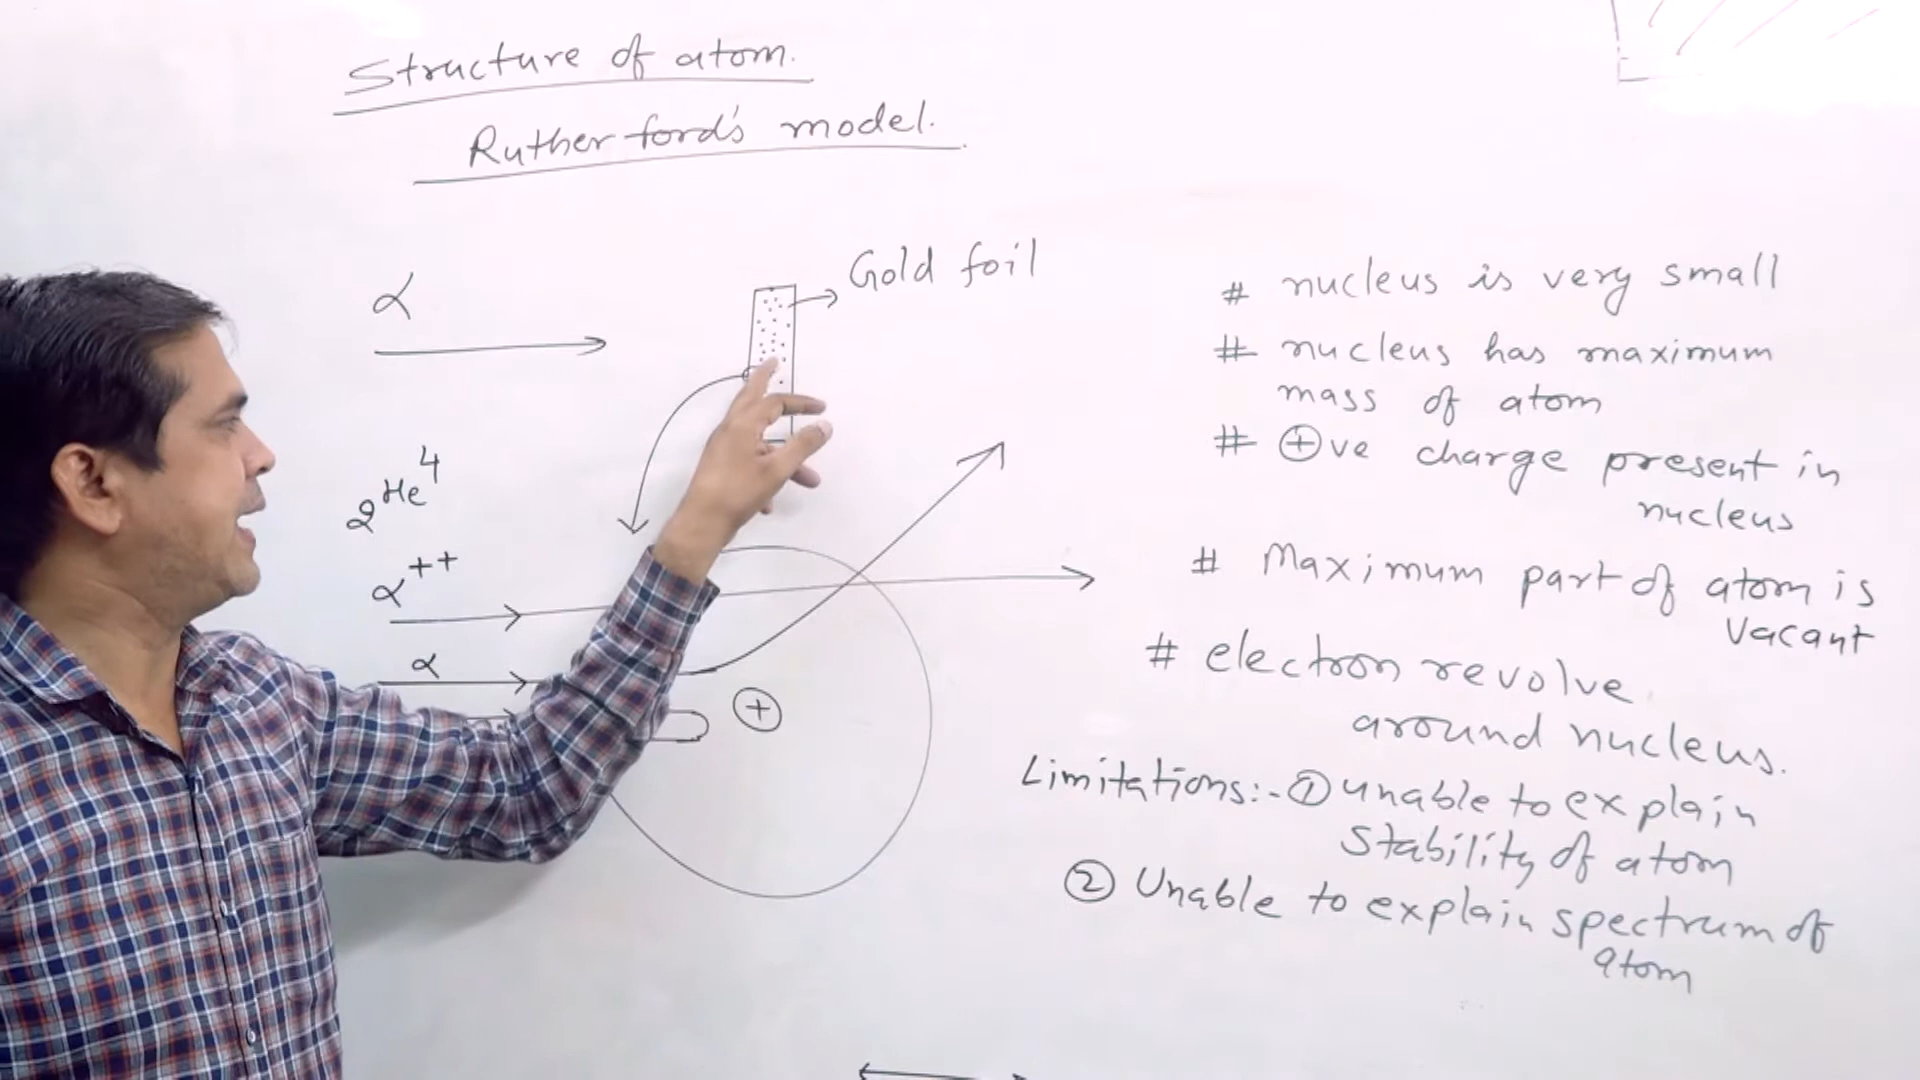 Structure of atom.
Rutherford's model.
α
Gold foil
₂He⁴
α⁺⁺
α
+
# nucleus is very small
# nucleus has maximum
mass of atom
# ⊕ve charge present in
nucleus
# Maximum part of atom is
Vacant
# electron revolve
around nucleus.
Limitations:- ① unable to explain
Stability of atom
② Unable to explain spectrum of
atom